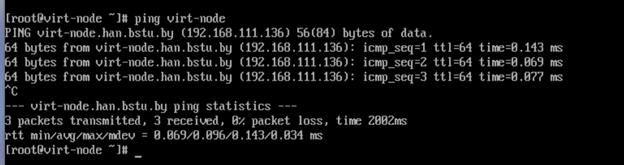 [root@virt-node ~]# ping virt-node
PING virt-node.han.bstu.by (192.168.111.136) 56(84) bytes of data.
64 bytes from virt-node.han.bstu.by (192.168.111.136): icmp_seq=1 ttl=64 time=0.143 ms
64 bytes from virt-node.han.bstu.by (192.168.111.136): icmp_seq=2 ttl=64 time=0.069 ms
64 bytes from virt-node.han.bstu.by (192.168.111.136): icmp_seq=3 ttl=64 time=0.077 ms
^C
--- virt-node.han.bstu.by ping statistics ---
3 packets transmitted, 3 received, 0% packet loss, time 2002ms
rtt min/avg/max/mdev = 0.069/0.096/0.143/0.034 ms
[root@virt-node ~]# _